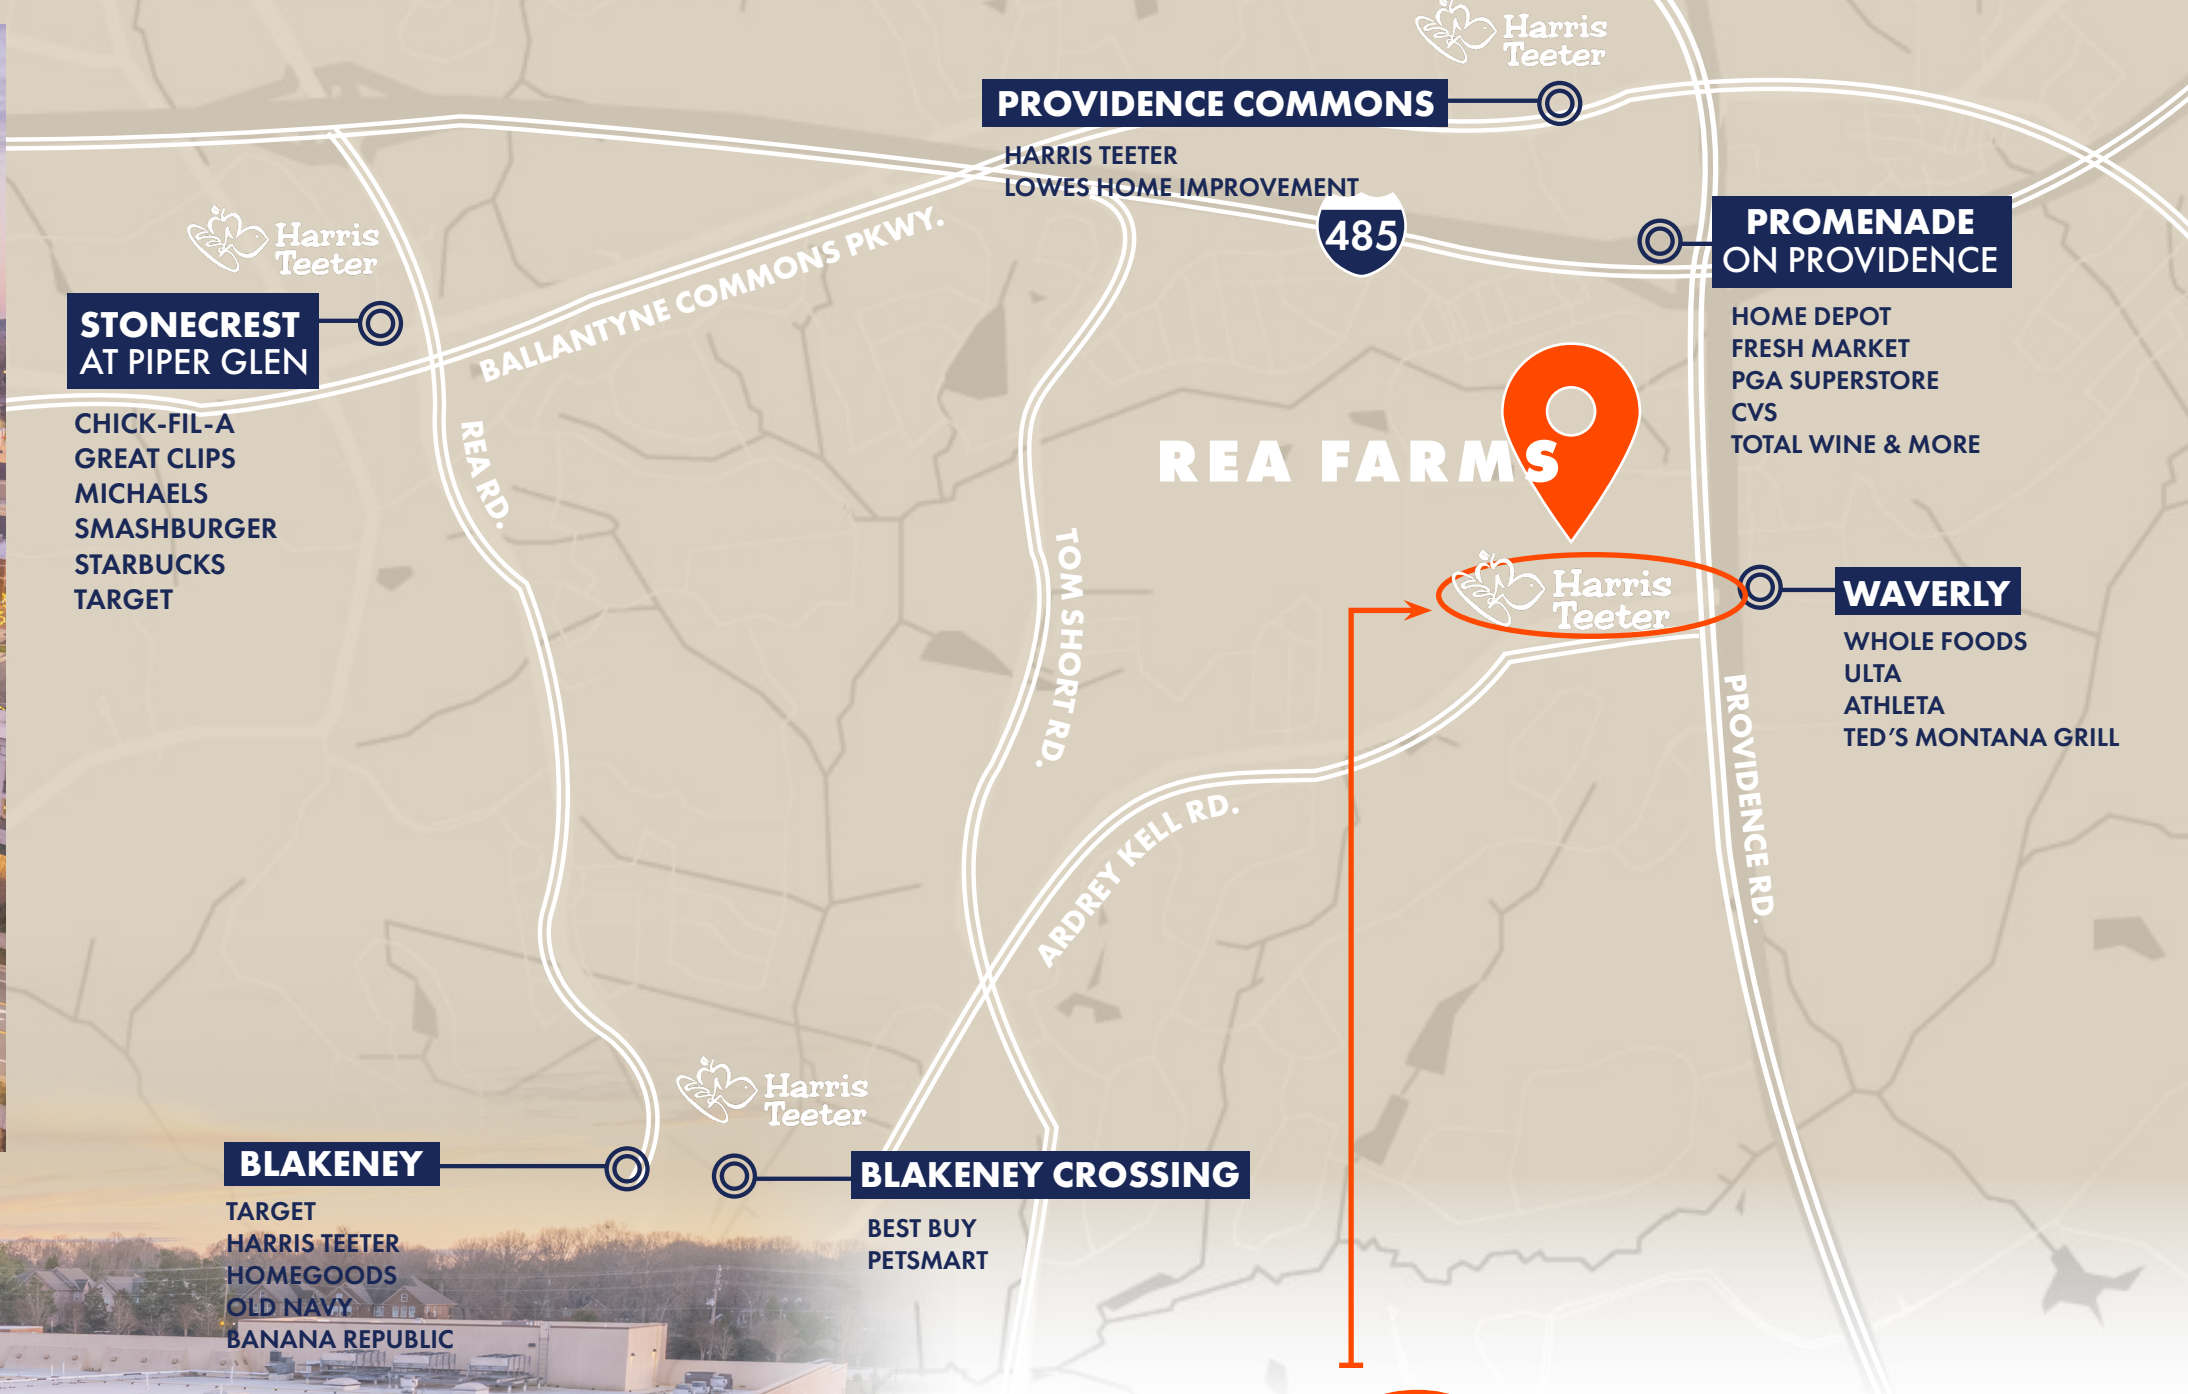 Harris
Teeter
PROVIDENCE COMMONS
HARRIS TEETER
LOWES HOME IMPROVEMENT
485
PROMENADE
ON PROVIDENCE
HOME DEPOT
FRESH MARKET
PGA SUPERSTORE
CVS
TOTAL WINE & MORE
Harris
Teeter
STONECREST
AT PIPER GLEN
CHICK-FIL-A
GREAT CLIPS
MICHAELS
SMASHBURGER
STARBUCKS
TARGET
BALLANTYNE COMMONS PKWY.
REA RD.
REA FARMS
Harris
Teeter
TOM SHORT RD.
WAVERLY
WHOLE FOODS
ULTA
ATHLETA
TED’S MONTANA GRILL
PROVIDENCE RD.
ARDREY KELL RD.
Harris
Teeter
BLAKENEY
TARGET
HARRIS TEETER
HOMEGOODS
OLD NAVY
BANANA REPUBLIC
BLAKENEY CROSSING
BEST BUY
PETSMART